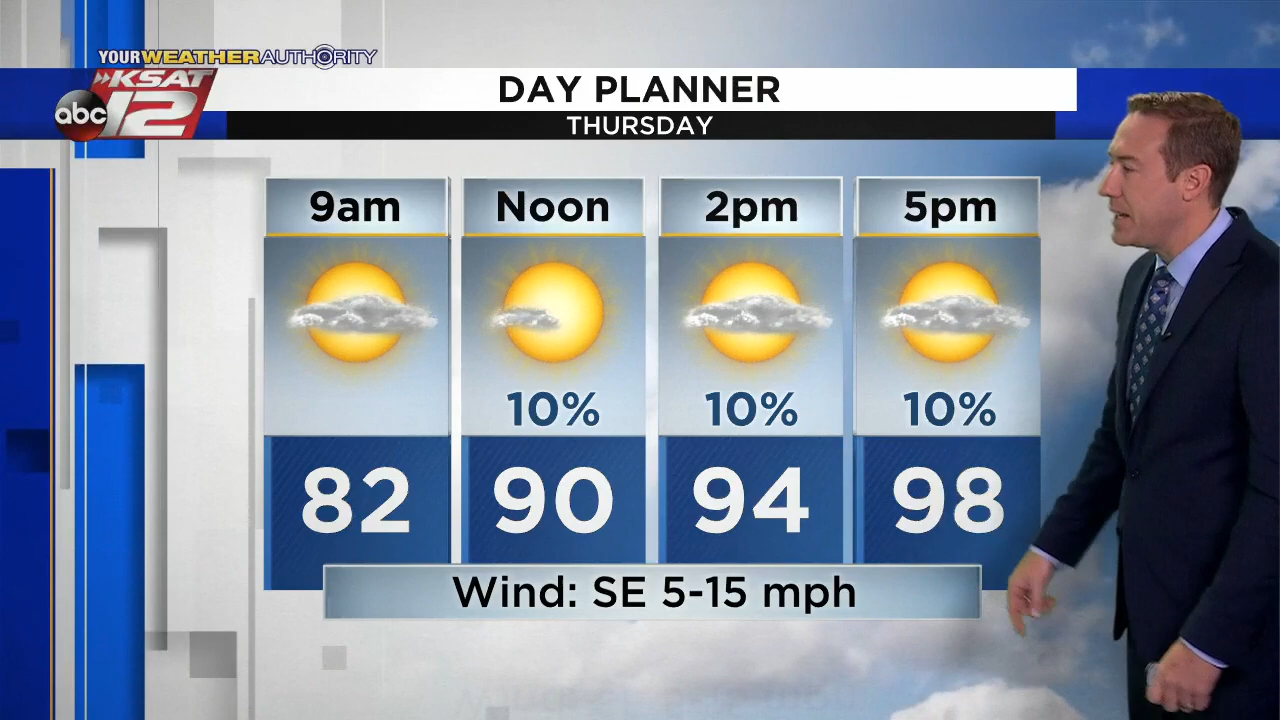 YOUR WEATHER AUTHORITY
KSAT
abc 12
DAY PLANNER
THURSDAY
9am Noon 2pm 5pm
10% 10% 10%
82 90 94 98
Wind: SE 5-15 mph